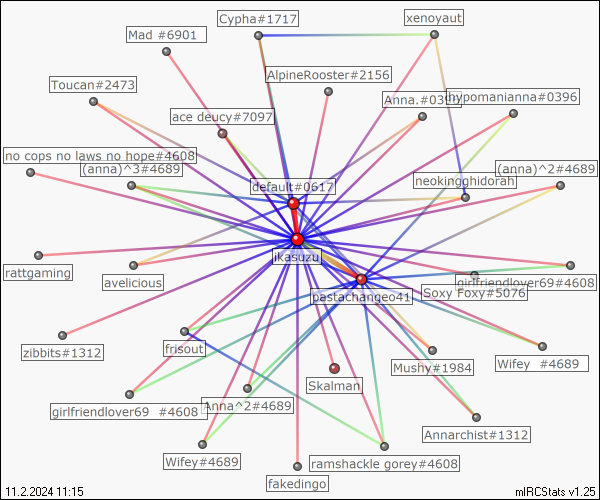 Cypha#1717
xenoyaut
Mad #6901
AlpineRooster#2156
Toucan#2473
Anna.#0396
hypomanianna#0396
ace deucy#7097
no cops no laws no hope#4608
(anna)^3#4689
(anna)^2#4689
default#0617
neokingghidorah
ikasuzu
rattgaming
avelicious
girlfriendlover69#4608
Soxy Foxy#5076
pastachangeo41
zibbits#1312
frisout
Mushy#1984
Wifey #4689
Skalman
girlfriendlover69 #4608
Anna^2#4689
Annarchist#1312
Wifey#4689
ramshackle gorey#4608
fakedingo
11.2.2024 11:15
mIRCStats v1.25